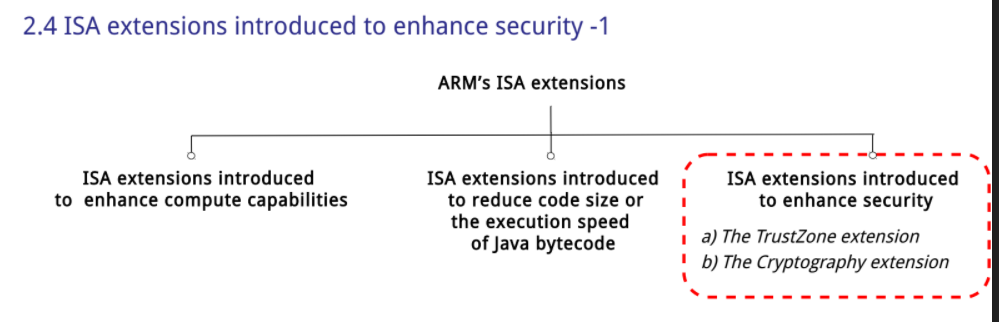 2.4 ISA extensions introduced to enhance security -1
ARM’s ISA extensions
ISA extensions introduced
to enhance compute capabilities
ISA extensions introduced
to reduce code size or
the execution speed
of Java bytecode
ISA extensions introduced
to enhance security
a) The TrustZone extension
b) The Cryptography extension